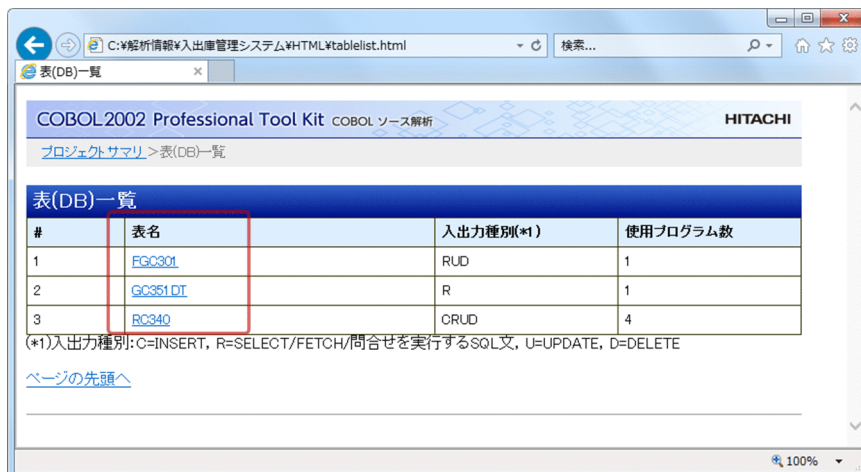 C:¥解析情報¥入出庫管理システム¥HTML¥tablelist.html
検索...
表(DB)一覧
COBOL2002 Professional Tool Kit COBOL ソース解析
HITACHI
プロジェクトサマリ >表(DB)一覧
表(DB)一覧
# 表名 入出力種別(*1) 使用プログラム数
1 FGC301 RUD 1
2 GC351DT R 1
3 RC340 CRUD 4
(*1)入出力種別:C=INSERT, R=SELECT/FETCH/問合せを実行するSQL文, U=UPDATE, D=DELETE
ページの先頭へ
100%